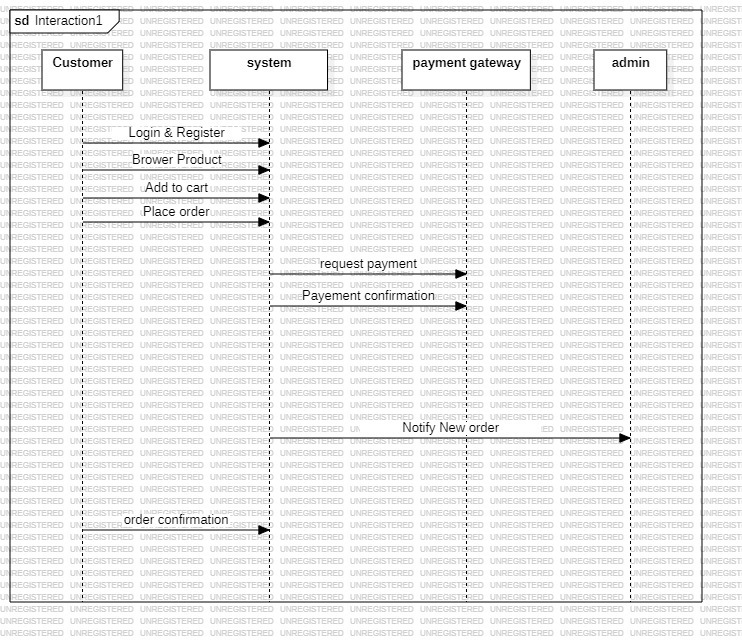 sd Interaction1
Customer
system
payment gateway
admin
Login & Register
Brower Product
Add to cart
Place order
request payment
Payement confirmation
Notify New order
order confirmation
UNREGISTERED